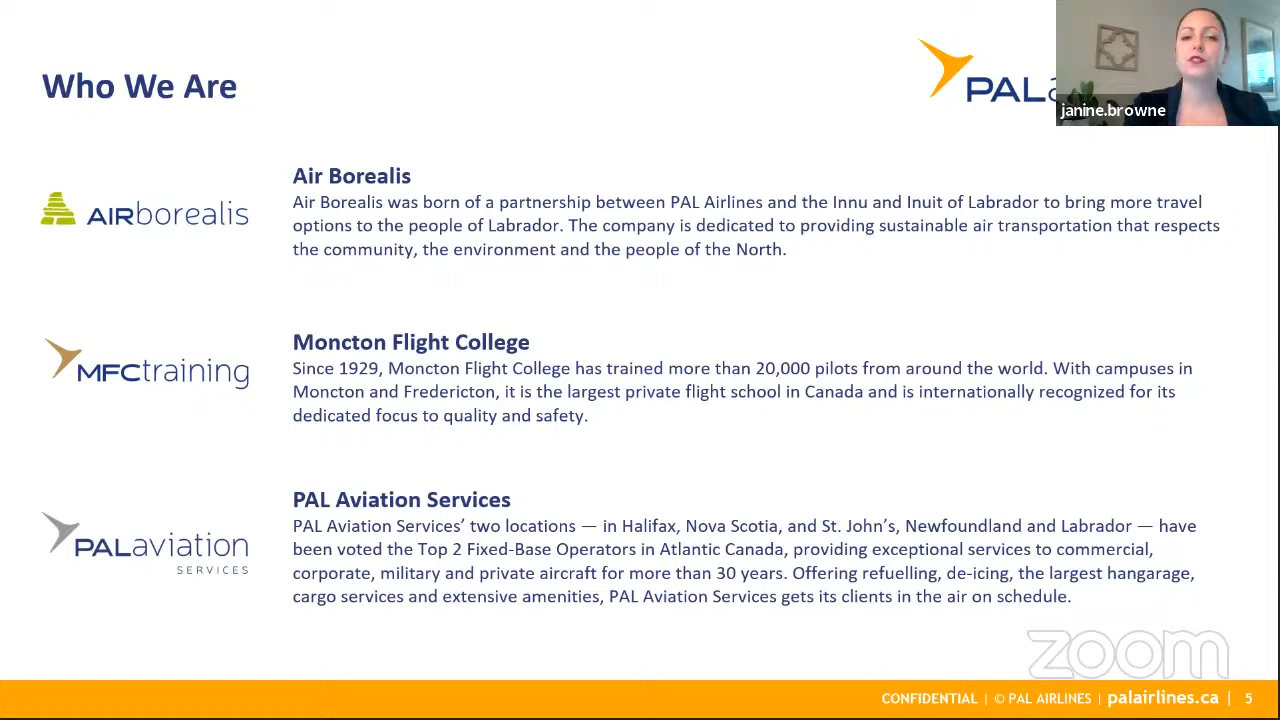 Who We Are
PALa
janine.browne
AIRborealis
Air Borealis
Air Borealis was born of a partnership between PAL Airlines and the Innu and Inuit of Labrador to bring more travel
options to the people of Labrador. The company is dedicated to providing sustainable air transportation that respects
the community, the environment and the people of the North.
MFCtraining
Moncton Flight College
Since 1929, Moncton Flight College has trained more than 20,000 pilots from around the world. With campuses in
Moncton and Fredericton, it is the largest private flight school in Canada and is internationally recognized for its
dedicated focus to quality and safety.
PALaviation
SERVICES
PAL Aviation Services
PAL Aviation Services’ two locations — in Halifax, Nova Scotia, and St. John’s, Newfoundland and Labrador — have
been voted the Top 2 Fixed-Base Operators in Atlantic Canada, providing exceptional services to commercial,
corporate, military and private aircraft for more than 30 years. Offering refuelling, de-icing, the largest hangarage,
cargo services and extensive amenities, PAL Aviation Services gets its clients in the air on schedule.
zoom
CONFIDENTIAL | © PAL AIRLINES | palairlines.ca | 5